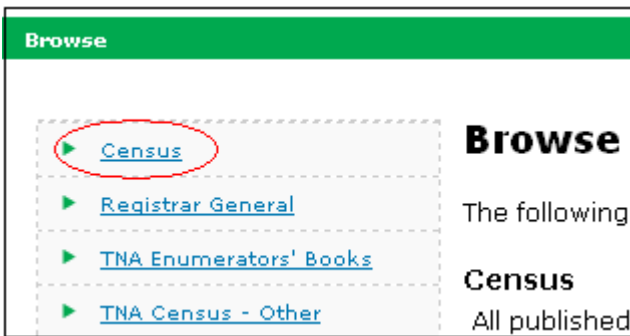 Browse
Census
Registrar General
TNA Enumerators' Books
TNA Census - Other
Browse
The following
Census
All published